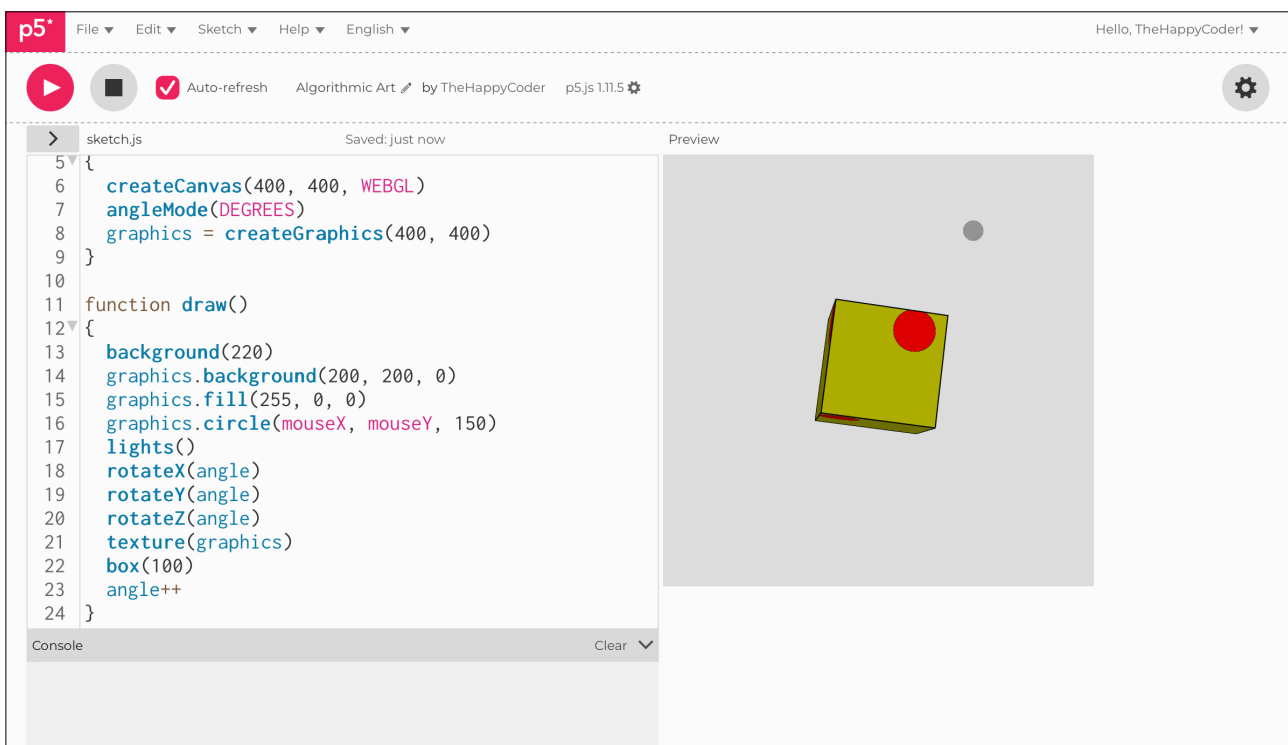 p5* File Edit Sketch Help English Hello, TheHappyCoder!
Auto-refresh Algorithmic Art by TheHappyCoder p5.js 1.11.5
sketch.js Saved: just now Preview
5 {
6 createCanvas(400, 400, WEBGL)
7 angleMode(DEGREES)
8 graphics = createGraphics(400, 400)
9 }
10
11 function draw()
12 {
13 background(220)
14 graphics.background(200, 200, 0)
15 graphics.fill(255, 0, 0)
16 graphics.circle(mouseX, mouseY, 150)
17 lights()
18 rotateX(angle)
19 rotateY(angle)
20 rotateZ(angle)
21 texture(graphics)
22 box(100)
23 angle++
24 }
Console Clear